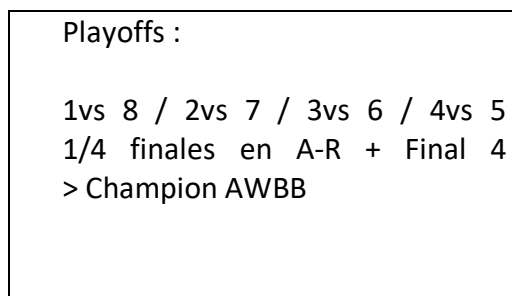 Playoffs :
1vs 8 / 2vs 7 / 3vs 6 / 4vs 5
1/4 finales en A-R + Final 4
> Champion AWBB